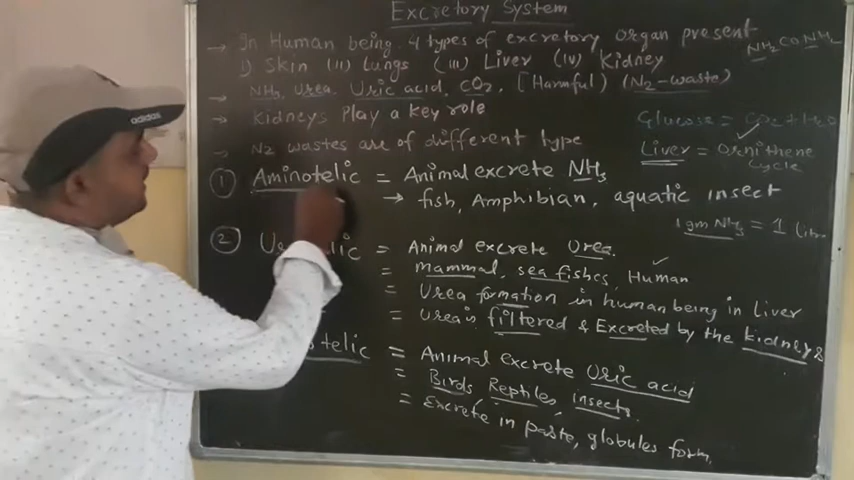 Excretory System
→ In Human being 4 types of excretory organ present
NH2 CO NH2
i) Skin (ii) Lungs (iii) Liver (iv) Kidney
→ NH3, Urea, Uric acid, CO2, [Harmful) (N2-waste)
→ Kidneys Play a key role
Glucose = CO2 + H2O
→ N2 wastes are of different type
Liver = Ornithene
cycle
① Aminotelic = Animal excrete NH3
→ fish, Amphibian, aquatic insect
1 gm NH3 = 1 Litre
② = Animal excrete Urea.
= Mammal, sea fishes, Human
= Urea formation in human being in Liver
= Urea is filtered & Excreted by the kidneys
telic = Animal excrete Uric acid
= Birds Reptiles, insects.
= Excrete in paste, globules form.
adidas